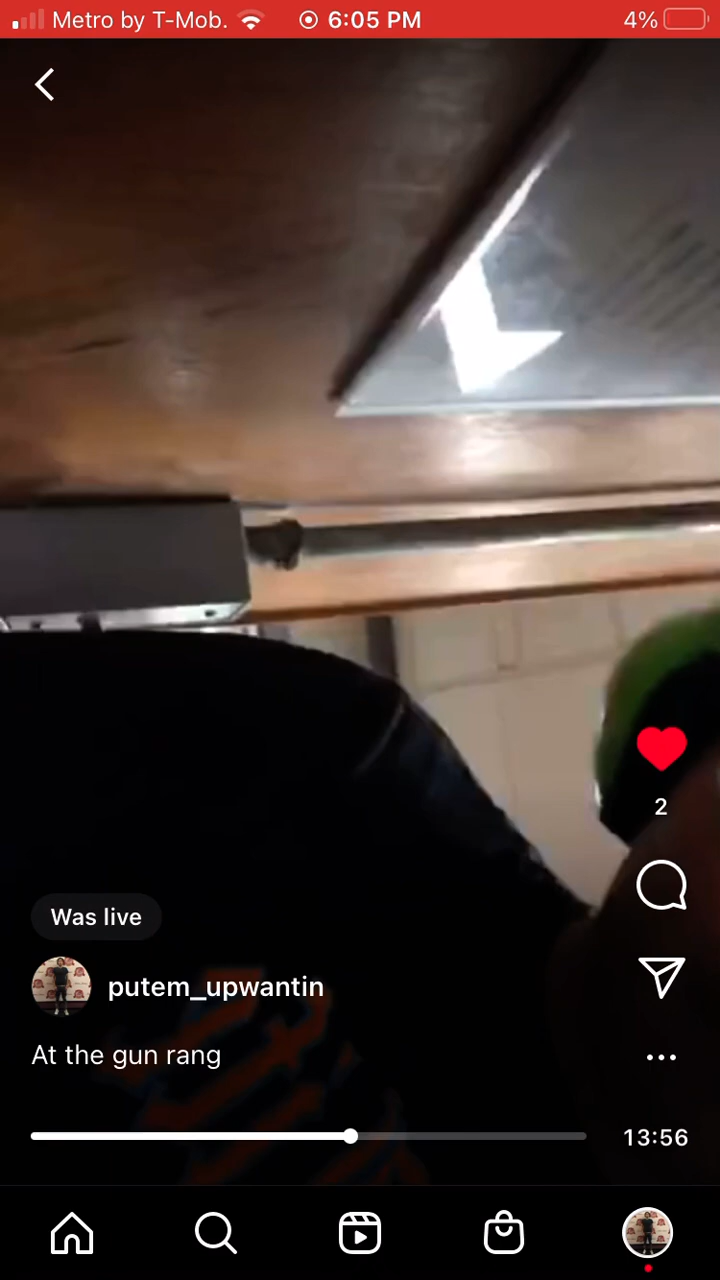 Metro by T-Mob. 6:05 PM 4%
2
Was live
putem_upwantin
At the gun rang
13:56